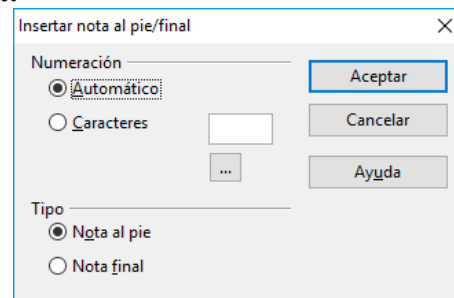 Insertar nota al pie/final
Numeración
Automático
Caracteres
...
Tipo
Nota al pie
Nota final
Aceptar
Cancelar
Ayuda